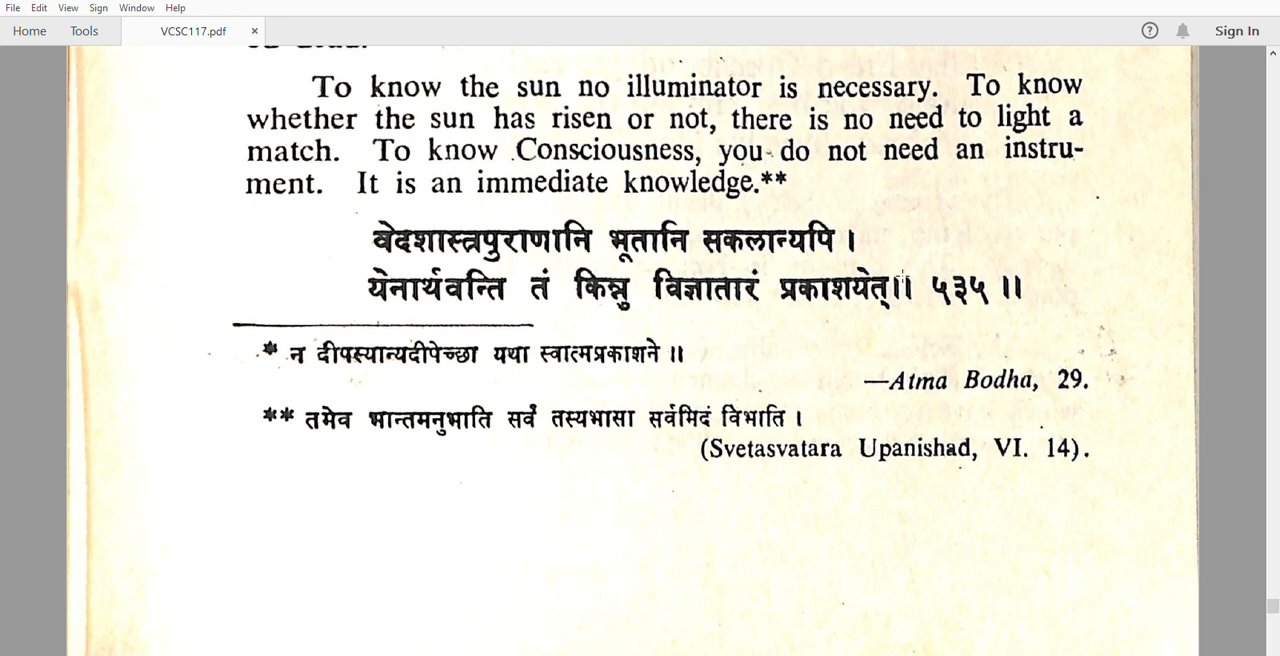 File Edit View Sign Window Help
Home Tools VCSC117.pdf × ? Sign In
To know the sun no illuminator is necessary. To know
whether the sun has risen or not, there is no need to light a
match. To know Consciousness, you do not need an instru-
ment. It is an immediate knowledge.**
वेदशास्त्रपुराणानि भूतानि सकलान्यपि ।
येनार्थवन्ति तं किन्नु विज्ञातारं प्रकाशयेत्॥ ५३५ ॥
* न दीपस्यान्यदीपेच्छा यथा स्वात्मप्रकाशने ॥
—Atma Bodha, 29.
** तमेव भान्तमनुभाति सर्वं तस्यभासा सर्वमिदं विभाति ।
(Svetasvatara Upanishad, VI. 14).